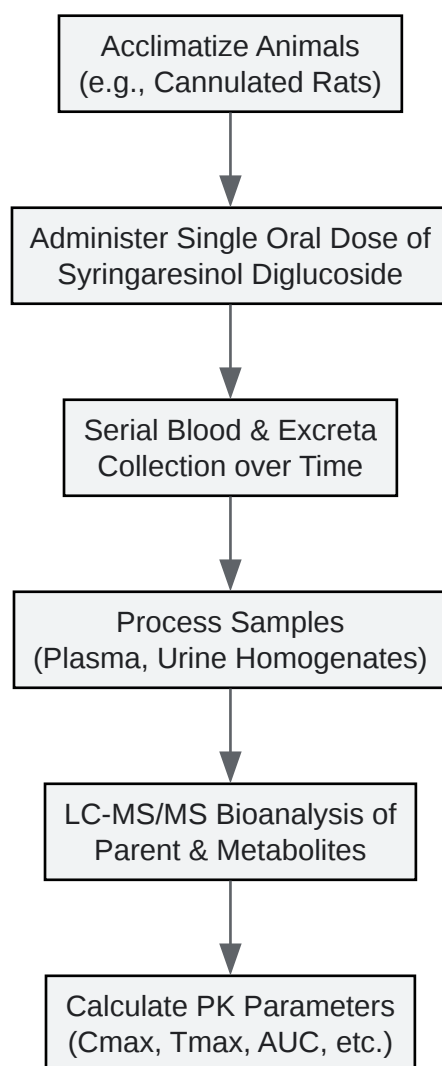 Acclimatize Animals
(e.g., Cannulated Rats)
Administer Single Oral Dose of
Syringaresinol Diglucoside
Serial Blood & Excreta
Collection over Time
Process Samples
(Plasma, Urine Homogenates)
LC-MS/MS Bioanalysis of
Parent & Metabolites
Calculate PK Parameters
(Cmax, Tmax, AUC, etc.)